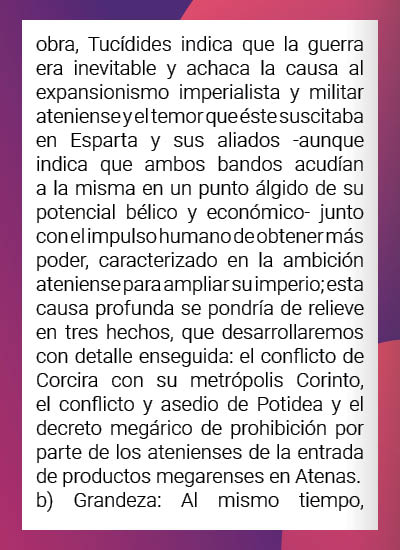 obra, Tucídides indica que la guerra
era inevitable y achaca la causa al
expansionismo imperialista y militar
ateniense y el temor que éste suscitaba
en Esparta y sus aliados -aunque
indica que ambos bandos acudían
a la misma en un punto álgido de su
potencial bélico y económico- junto
con el impulso humano de obtener más
poder, caracterizado en la ambición
ateniense para ampliar su imperio; esta
causa profunda se pondría de relieve
en tres hechos, que desarrollaremos
con detalle enseguida: el conflicto de
Corcira con su metrópolis Corinto,
el conflicto y asedio de Potidea y el
decreto megárico de prohibición por
parte de los atenienses de la entrada
de productos megarenses en Atenas.
b) Grandeza: Al mismo tiempo,